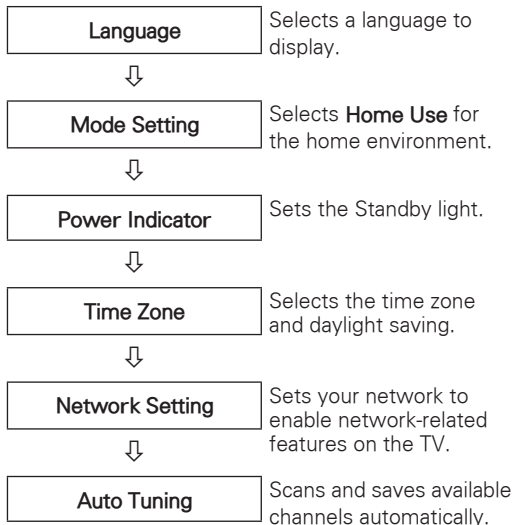 Language
Selects a language to
display.
Mode Setting
Selects Home Use for
the home environment.
Power Indicator
Sets the Standby light.
Time Zone
Selects the time zone
and daylight saving.
Network Setting
Sets your network to
enable network-related
features on the TV.
Auto Tuning
Scans and saves available
channels automatically.